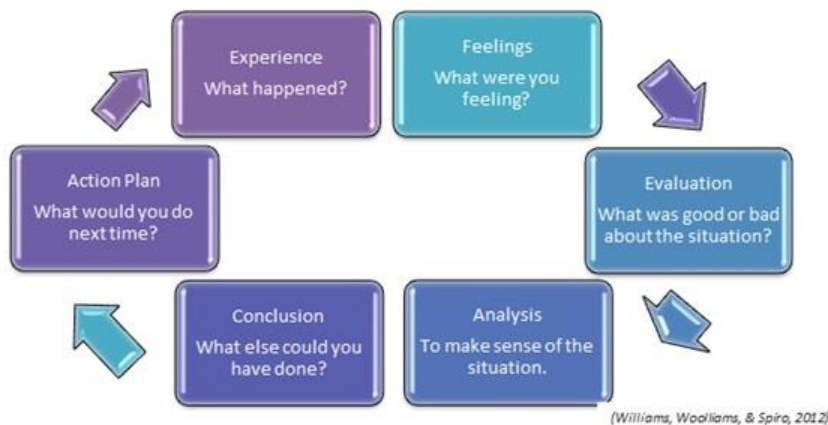 Experience
What happened?
Feelings
What were you
feeling?
Evaluation
What was good or bad
about the situation?
Analysis
To make sense of the
situation.
Conclusion
What else could you
have done?
Action Plan
What would you do
next time?
(Williams, Woolliams, & Spiro, 2012)